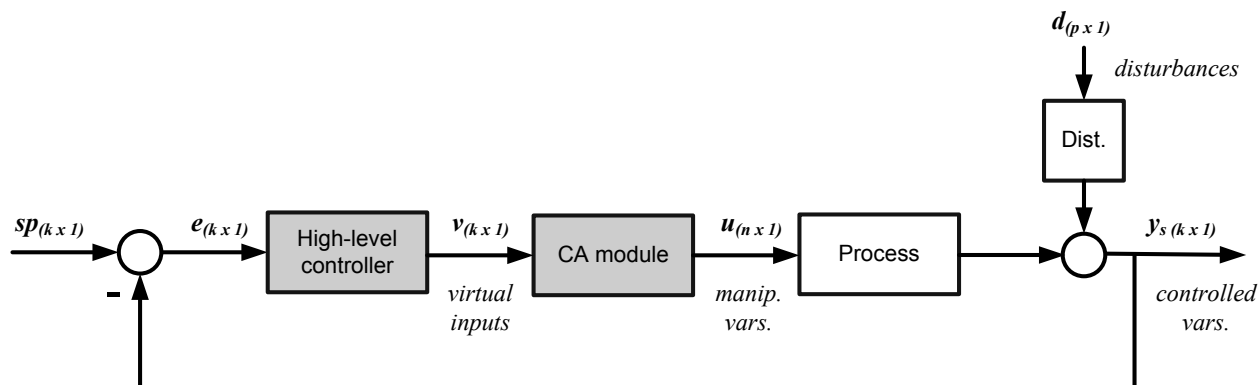 d(p x 1)
disturbances
Dist.
sp(k x 1)
e(k x 1)
High-level
controller
v(k x 1)
virtual
inputs
CA module
u(n x 1)
manip.
vars.
Process
ys (k x 1)
controlled
vars.
-